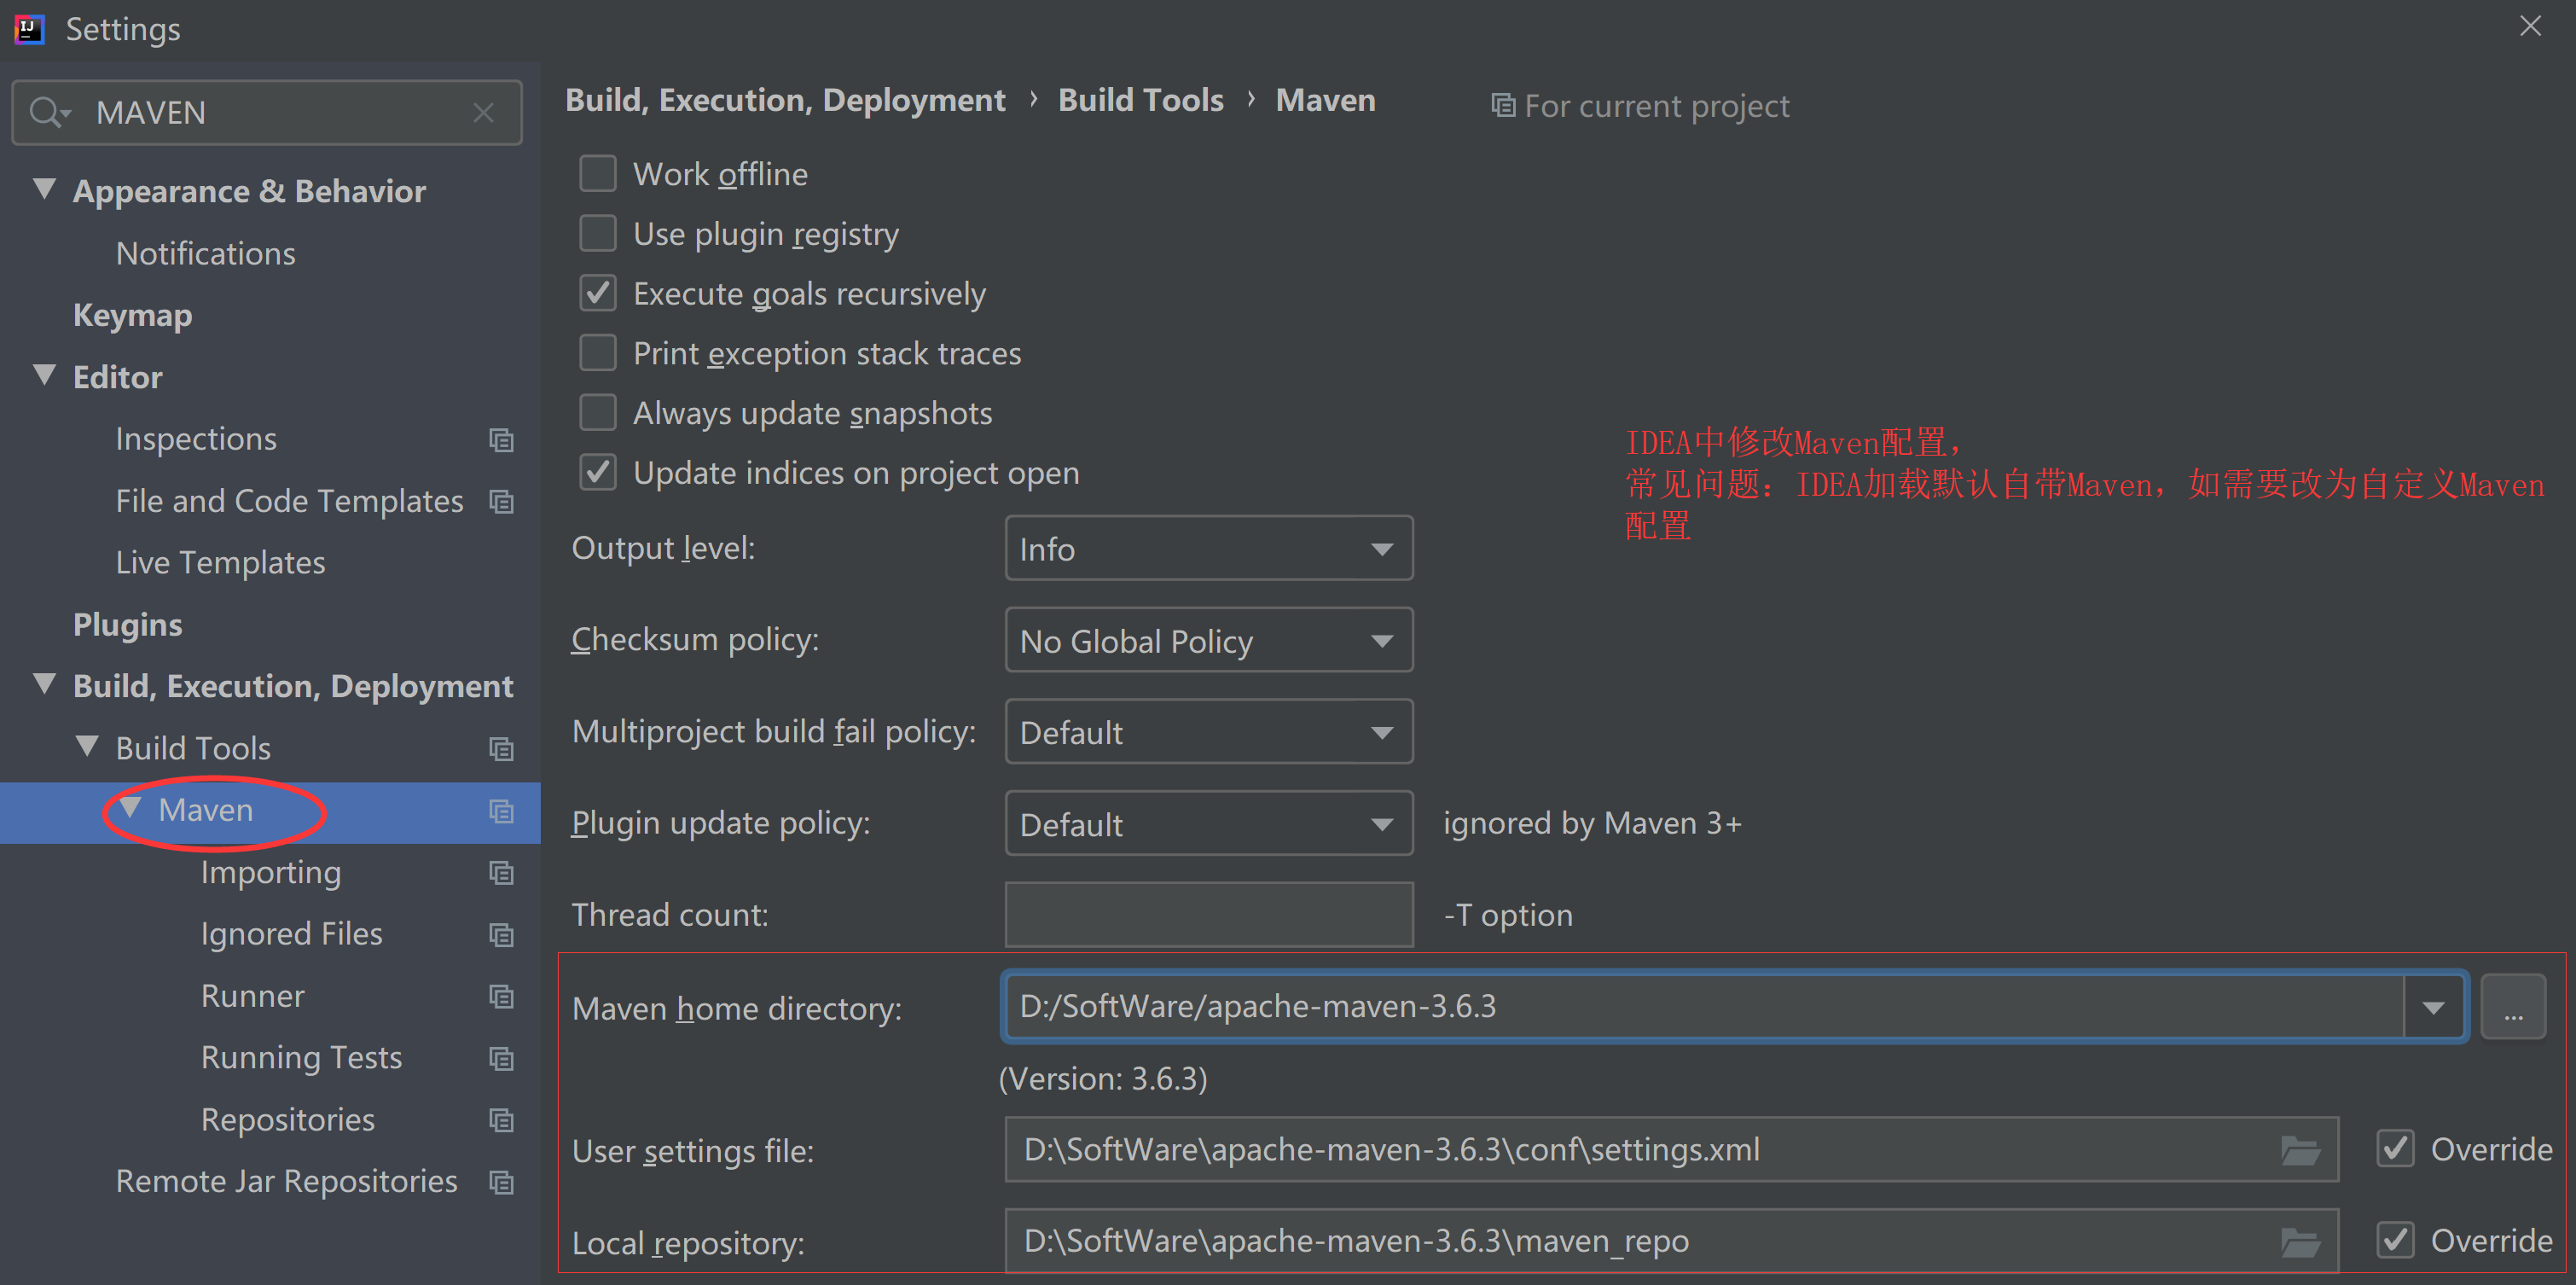 Settings
MAVEN
Appearance & Behavior
Notifications
Keymap
Editor
Inspections
File and Code Templates
Live Templates
Plugins
Build, Execution, Deployment
Build Tools
Maven
Importing
Ignored Files
Runner
Running Tests
Repositories
Remote Jar Repositories
Build, Execution, Deployment › Build Tools › Maven
For current project
Work offline
Use plugin registry
Execute goals recursively
Print exception stack traces
Always update snapshots
Update indices on project open
Output level: Info
Checksum policy: No Global Policy
Multiproject build fail policy: Default
Plugin update policy: Default ignored by Maven 3+
Thread count: -T option
Maven home directory: D:/SoftWare/apache-maven-3.6.3 ...
(Version: 3.6.3)
User settings file: D:\SoftWare\apache-maven-3.6.3\conf\settings.xml Override
Local repository: D:\SoftWare\apache-maven-3.6.3\maven_repo Override
IDEA中修改Maven配置，
常见问题：IDEA加载默认自带Maven，如需要改为自定义Maven
配置